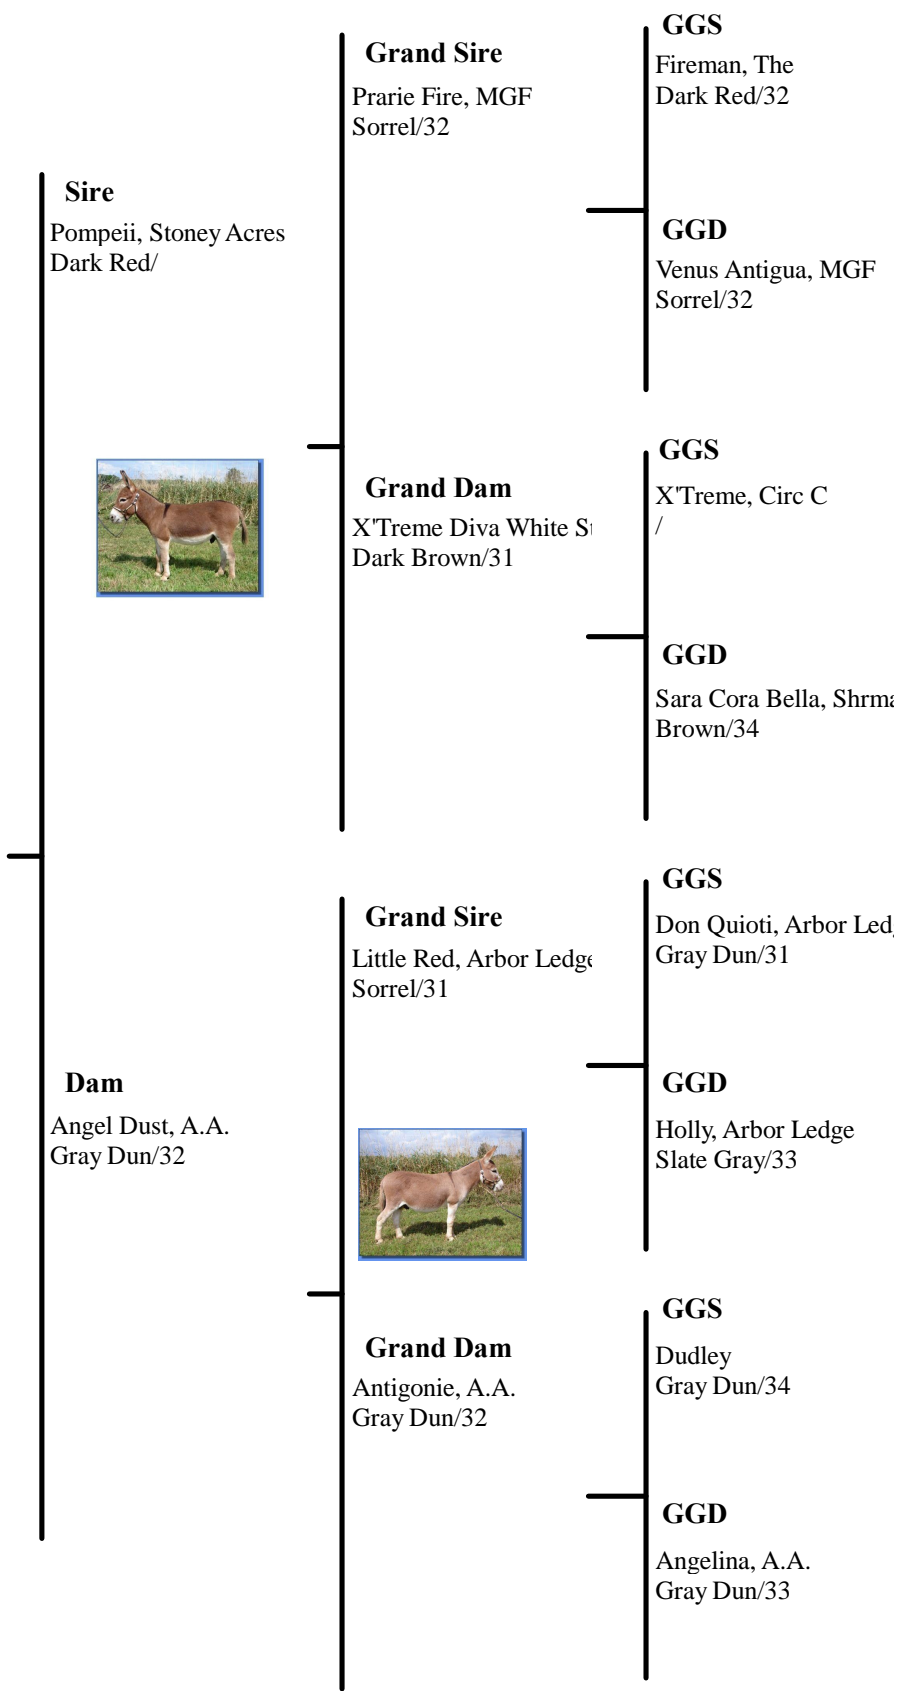 Sire
Pompeii, Stoney Acres
Dark Red/
Dam
Angel Dust, A.A.
Gray Dun/32
Grand Sire
Prarie Fire, MGF
Sorrel/32
Grand Dam
X'Treme Diva White
Dark Brown/31
Grand Sire
Little Red, Arbor Ledge
Sorrel/31
Grand Dam
Antigonie, A.A.
Gray Dun/32
GGS
Fireman, The
Dark Red/32
GGD
Venus Antigua, MGF
Sorrel/32
GGS
X'Treme, Circ C
/
GGD
Sara Cora Bella,
Brown/34
GGS
Don Quioti, Arbor
Gray Dun/31
GGD
Holly, Arbor Ledge
Slate Gray/33
GGS
Dudley
Gray Dun/34
GGD
Angelina, A.A.
Gray Dun/33